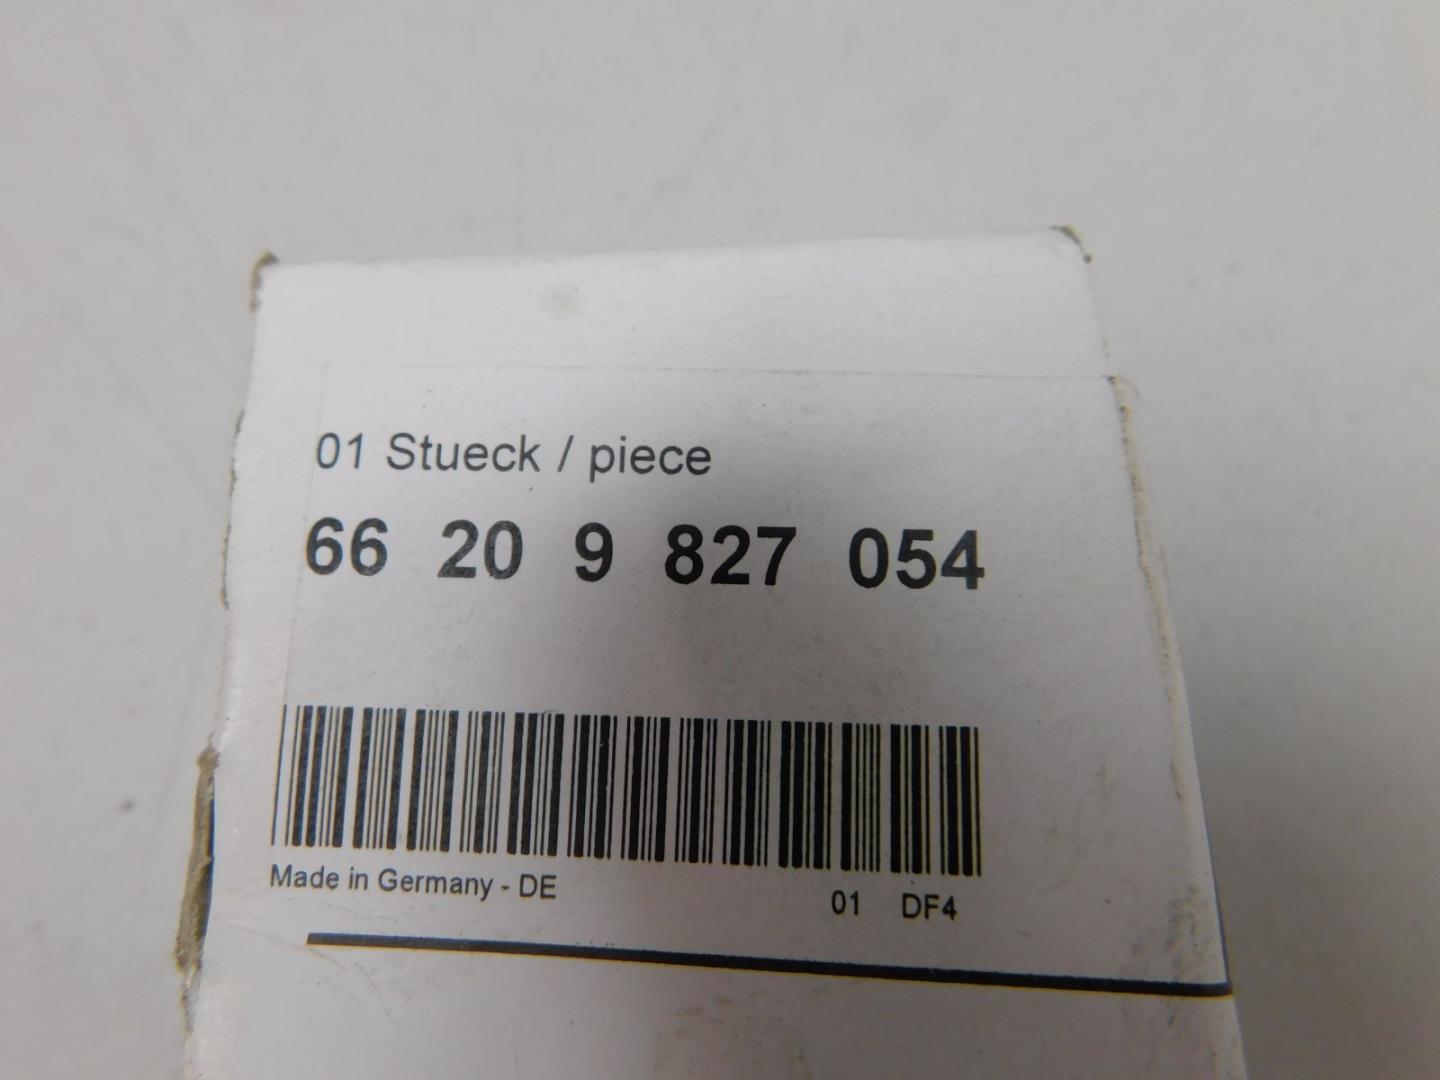 01 Stueck / piece
66 20 9 827 054
Made in Germany - DE
01 DF4